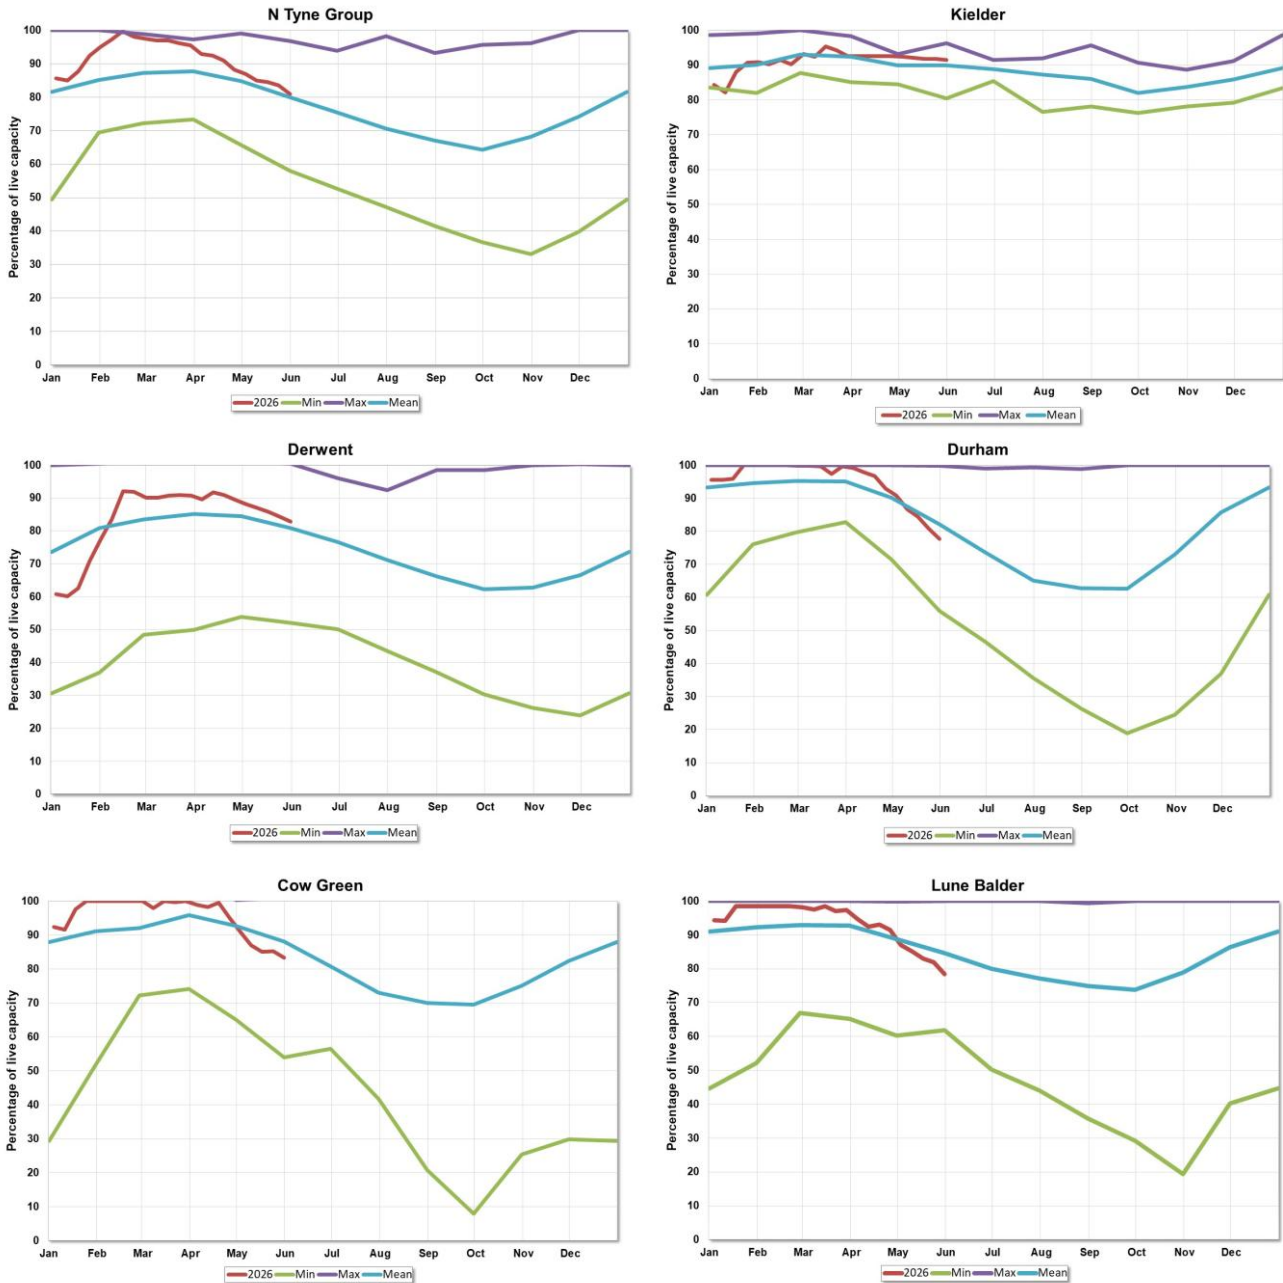 N Tyne Group
Percentage of live capacity
100
90
80
70
60
50
40
30
20
10
0
Jan Feb Mar Apr May Jun Jul Aug Sep Oct Nov Dec
2026 Min Max Mean
Kielder
Percentage of live capacity
100
90
80
70
60
50
40
30
20
10
0
Jan Feb Mar Apr May Jun Jul Aug Sep Oct Nov Dec
2026 Min Max Mean
Derwent
Percentage of live capacity
100
90
80
70
60
50
40
30
20
10
0
Jan Feb Mar Apr May Jun Jul Aug Sep Oct Nov Dec
2026 Min Max Mean
Durham
Percentage of live capacity
100
90
80
70
60
50
40
30
20
10
0
Jan Feb Mar Apr May Jun Jul Aug Sep Oct Nov Dec
2026 Min Max Mean
Cow Green
Percentage of live capacity
100
90
80
70
60
50
40
30
20
10
0
Jan Feb Mar Apr May Jun Jul Aug Sep Oct Nov Dec
2026 Min Max Mean
Lune Balder
Percentage of live capacity
100
90
80
70
60
50
40
30
20
10
0
Jan Feb Mar Apr May Jun Jul Aug Sep Oct Nov Dec
2026 Min Max Mean